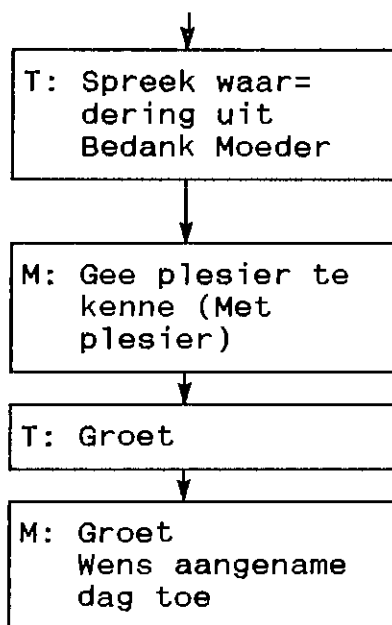 T: Spreek waar=
dering uit
Bedank Moeder
M: Gee plesier te
kenne (Met
plesier)
T: Groet
M: Groet
Wens aangename
dag toe